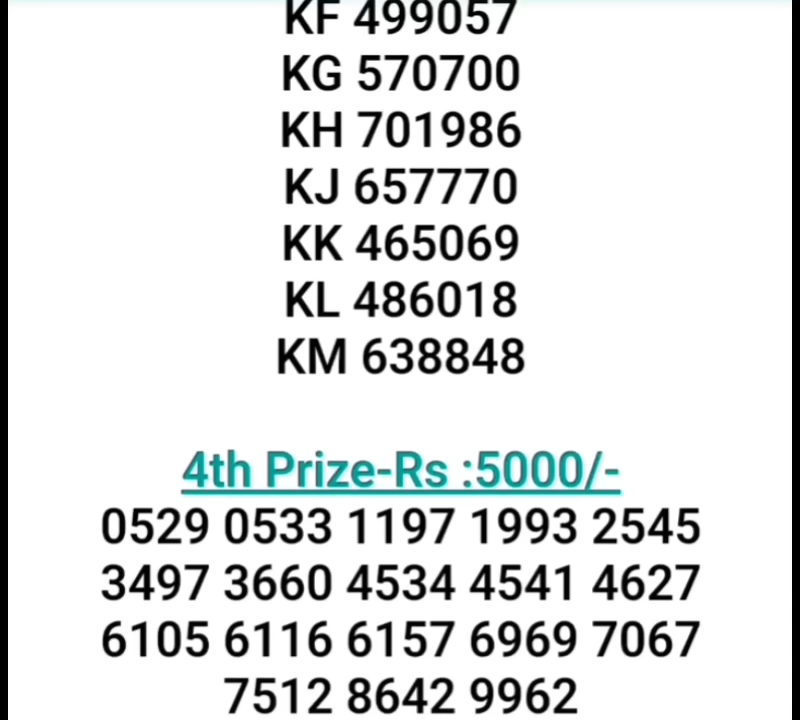 KF 499057
KG 570700
KH 701986
KJ 657770
KK 465069
KL 486018
KM 638848
4th Prize-Rs :5000/-
0529 0533 1197 1993 2545
3497 3660 4534 4541 4627
6105 6116 6157 6969 7067
7512 8642 9962